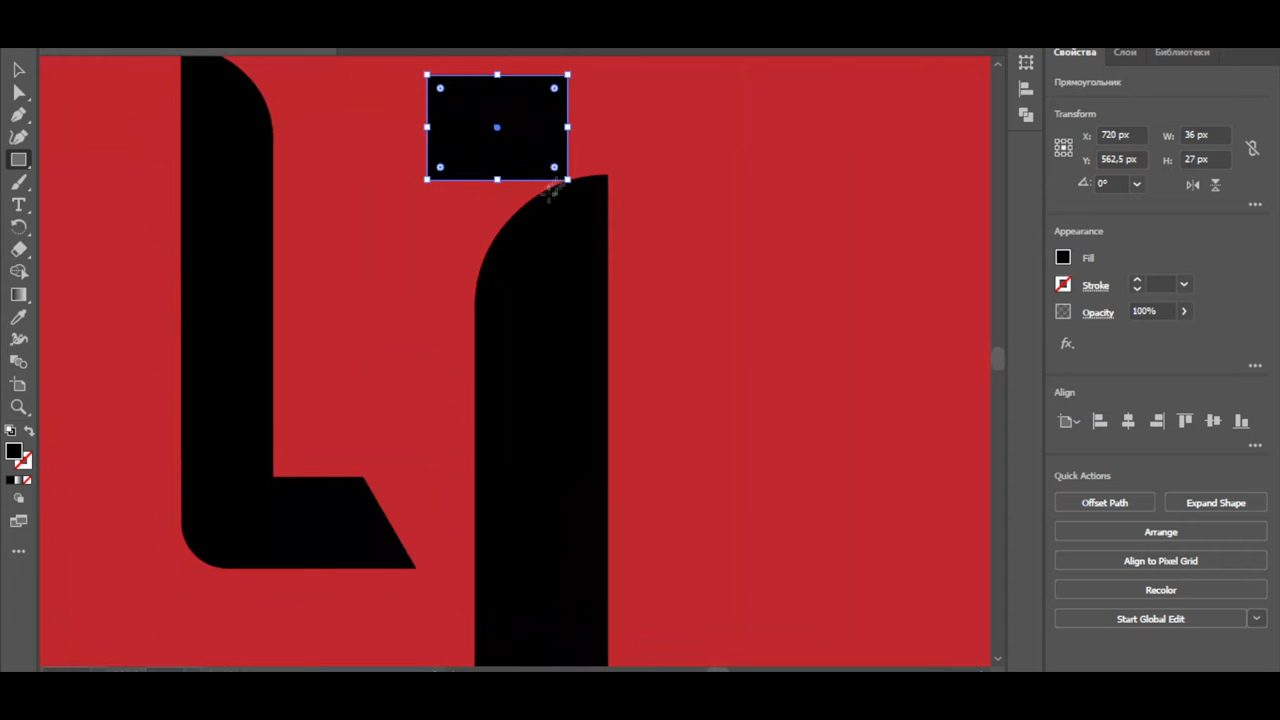 Свойства Слои Библиотеки
Прямоугольник
Transform
X: 720 px W: 36 px
Y: 562,5 px H: 27 px
0°
Appearance
Fill
Stroke
Opacity 100%
fx.
Align
Quick Actions
Offset Path Expand Shape
Arrange
Align to Pixel Grid
Recolor
Start Global Edit